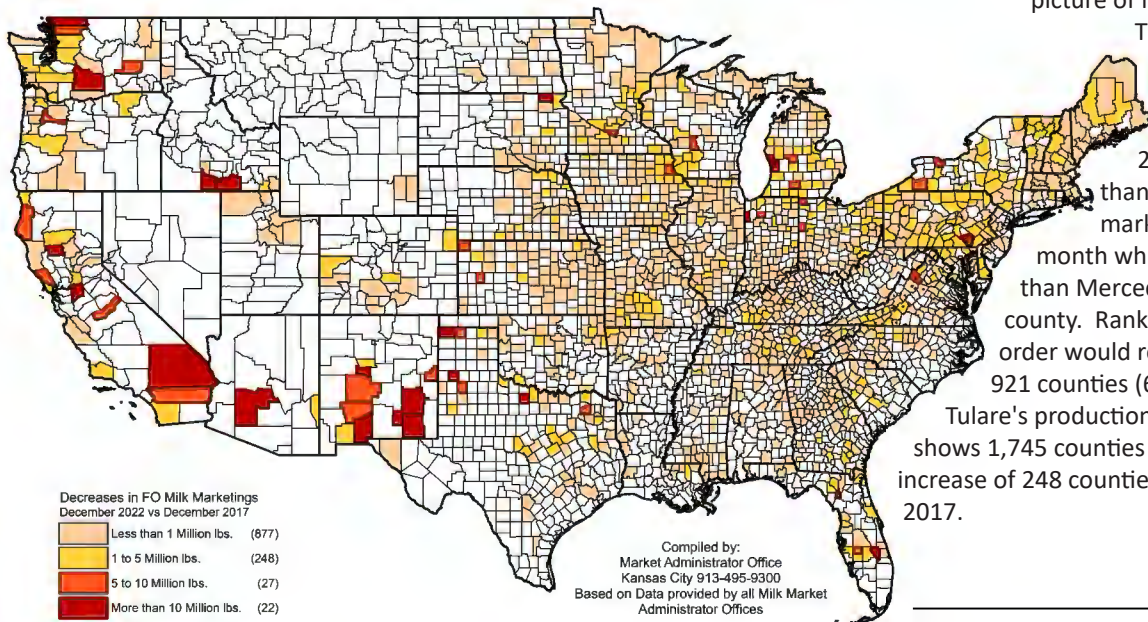 picture of
than
mark
month wh
than Merce
county. Rank
order would r
921 counties (
Tulare's production
shows 1,745 counties
increase of 248 countie
2017.
Decreases in FO Milk Marketings
December 2022 vs December 2017
Less than 1 Million lbs. (877)
1 to 5 Million lbs. (248)
5 to 10 Million lbs. (27)
More than 10 Million lbs. (22)
Compiled by:
Market Administrator Office
Kansas City 913-495-9300
Based on Data provided by all Milk Market
Administrator Offices